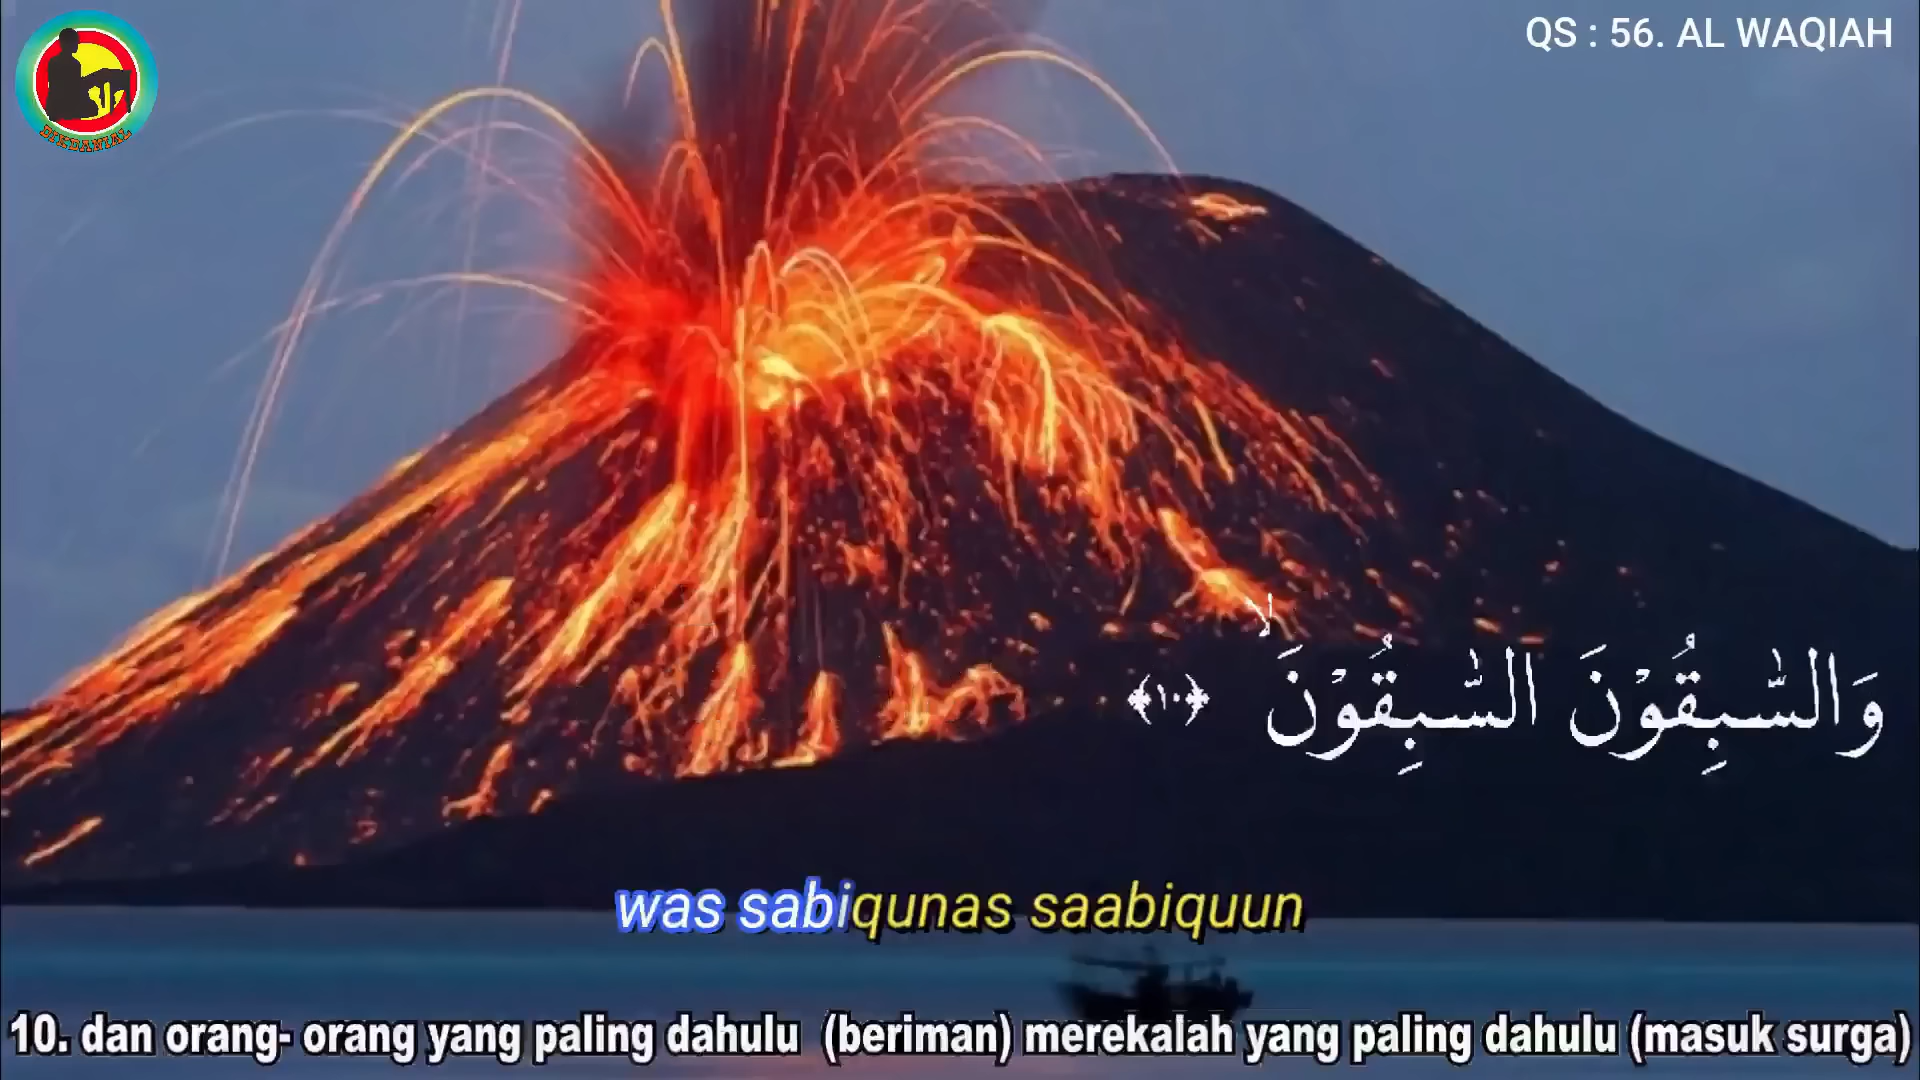 QS : 56. AL WAQIAH
DIKDANIAL
وَالسّٰبِقُوْنَ السّٰبِقُوْنَۙ ﴿١٠﴾
was sabiqunas saabiquun
10. dan orang- orang yang paling dahulu (beriman) merekalah yang paling dahulu (masuk surga)